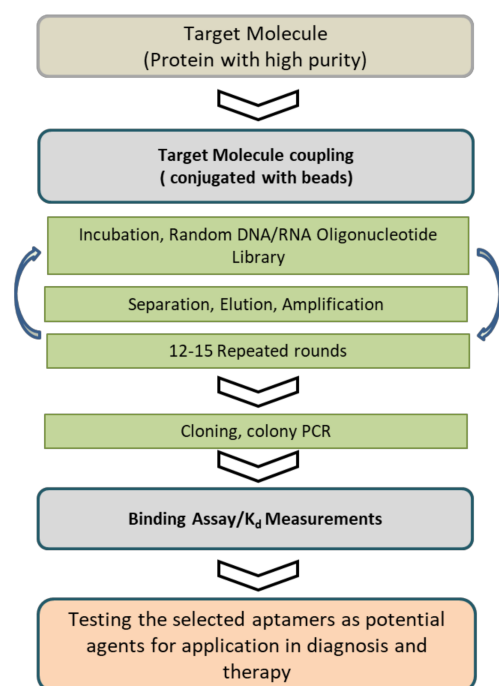 Target Molecule
(Protein with high purity)
Target Molecule coupling
( conjugated with beads)
Incubation, Random DNA/RNA Oligonucleotide
Library
Separation, Elution, Amplification
12-15 Repeated rounds
Cloning, colony PCR
Binding Assay/Kd Measurements
Testing the selected aptamers as potential
agents for application in diagnosis and
therapy